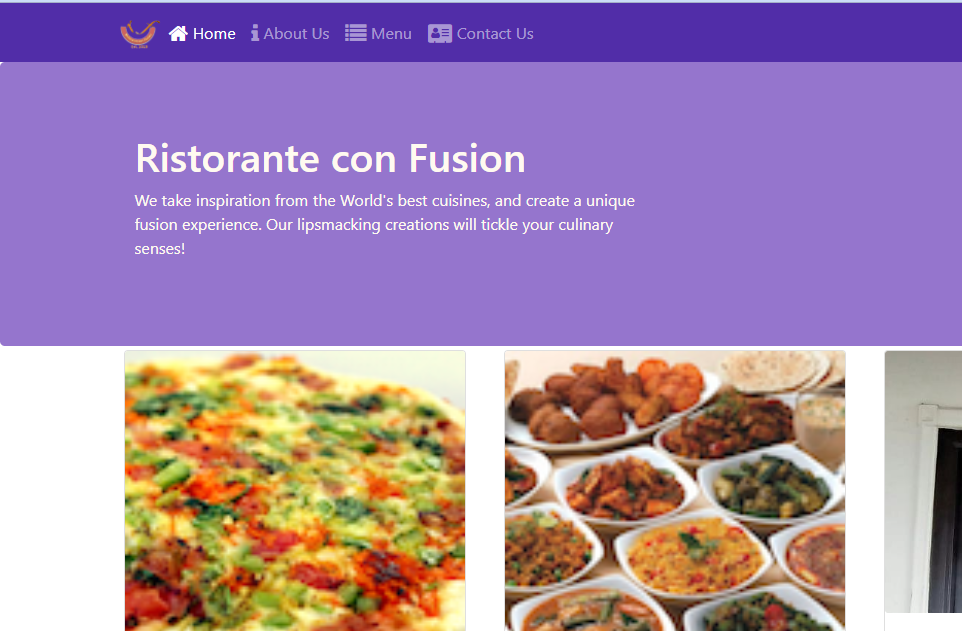 Home About Us Menu Contact Us
Ristorante con Fusion
We take inspiration from the World's best cuisines, and create a unique
fusion experience. Our lipsmacking creations will tickle your culinary
senses!